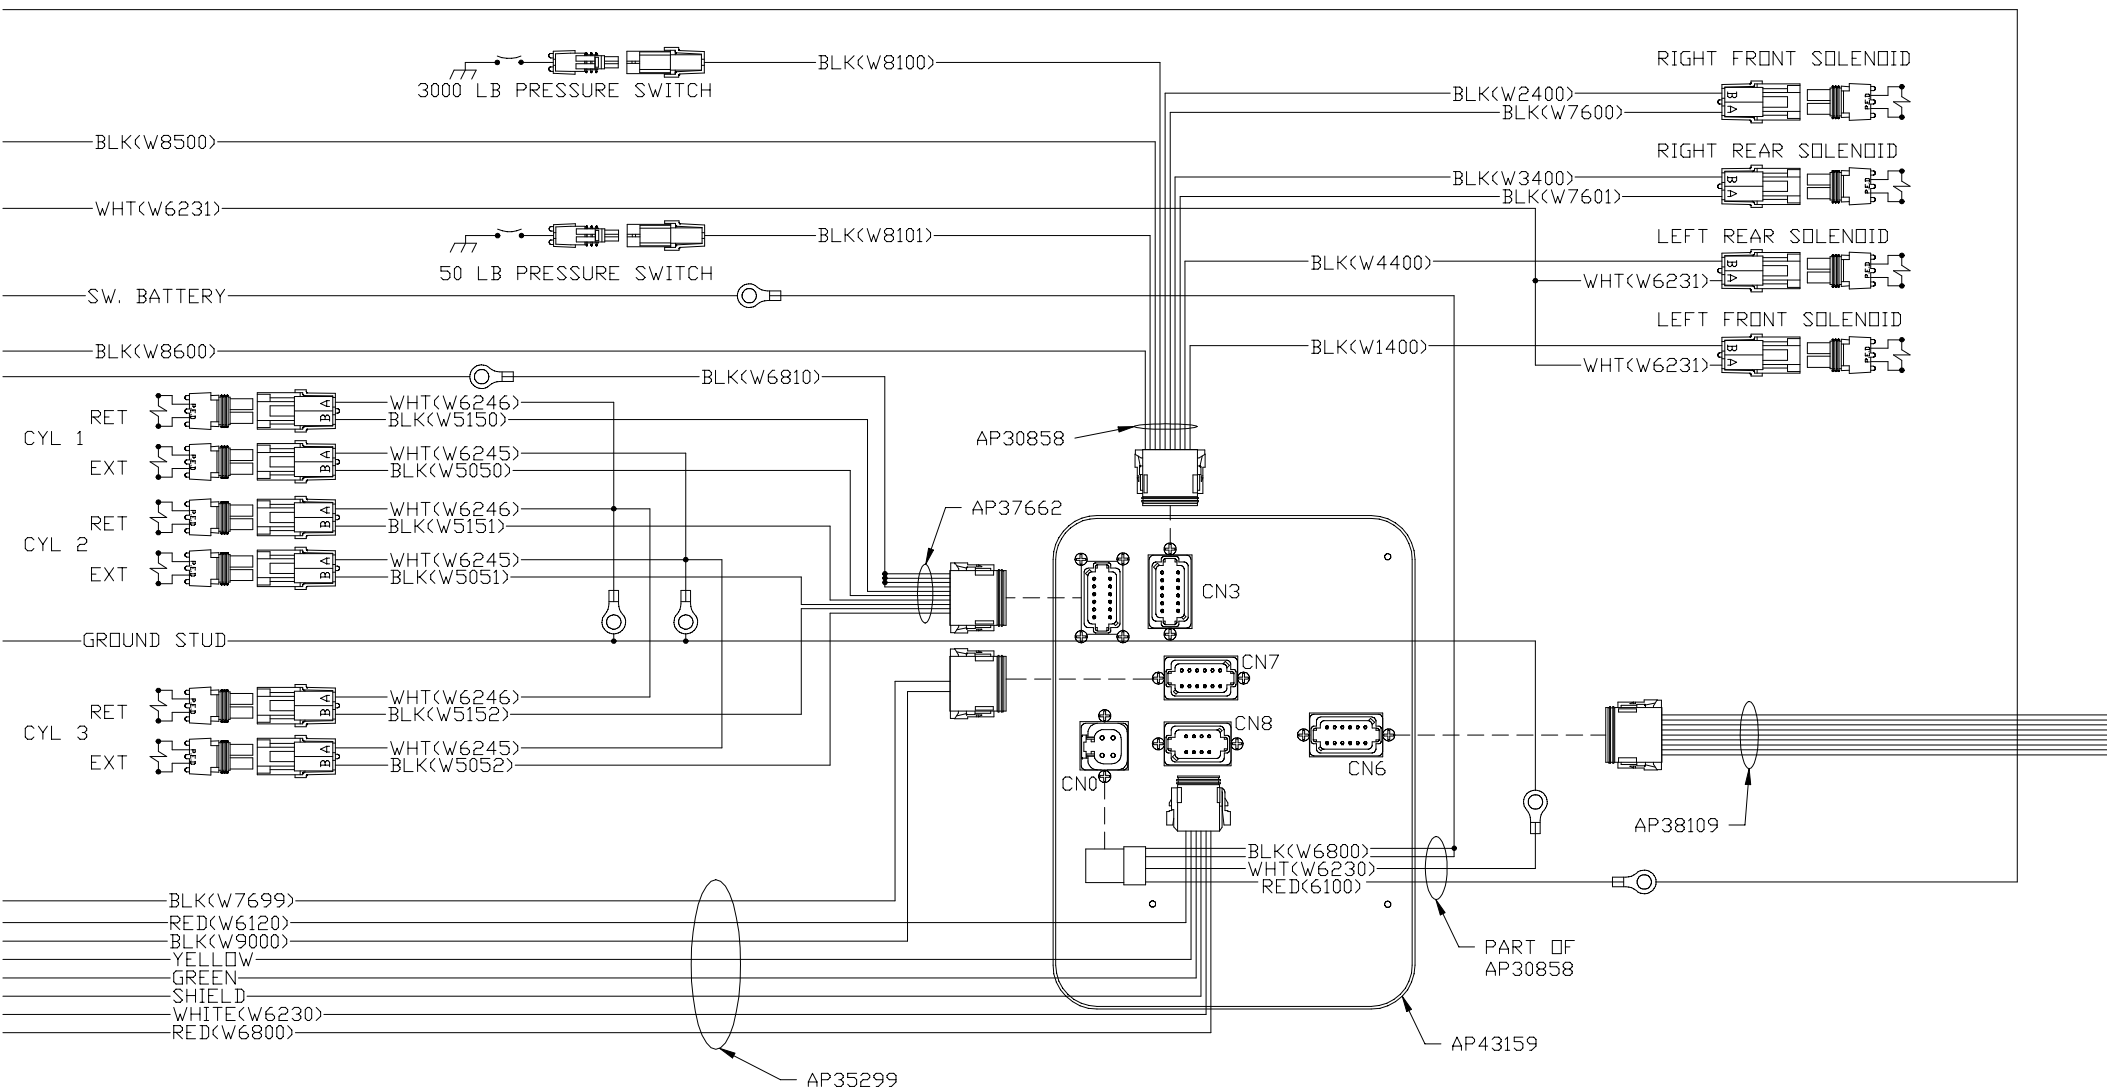 BLK(W8100)
3000 LB PRESSURE SWITCH
RIGHT FRONT SOLENOID
BLK(W2400)
BLK(W7600)
B A
BLK(W8500)
RIGHT REAR SOLENOID
BLK(W3400)
BLK(W7601)
B A
WHT(W6231)
BLK(W8101)
50 LB PRESSURE SWITCH
LEFT REAR SOLENOID
BLK(W4400)
WHT(W6231)
B A
SW. BATTERY
LEFT FRONT SOLENOID
BLK(W1400)
WHT(W6231)
B A
BLK(W8600)
BLK(W6810)
CYL 1
RET
B A
WHT(W6246)
BLK(W5150)
EXT
B A
WHT(W6245)
BLK(W5050)
AP30858
CYL 2
RET
B A
WHT(W6246)
BLK(W5151)
EXT
B A
WHT(W6245)
BLK(W5051)
AP37662
CN3
GROUND STUD
CYL 3
RET
B A
WHT(W6246)
BLK(W5152)
EXT
B A
WHT(W6245)
BLK(W5052)
CN7
CN8
CN6
CN0
AP38109
BLK(W6800)
WHT(W6230)
RED(6100)
PART OF
AP30858
BLK(W7699)
RED(W6120)
BLK(W9000)
YELLOW
GREEN
SHIELD
WHITE(W6230)
RED(W6800)
AP43159
AP35299